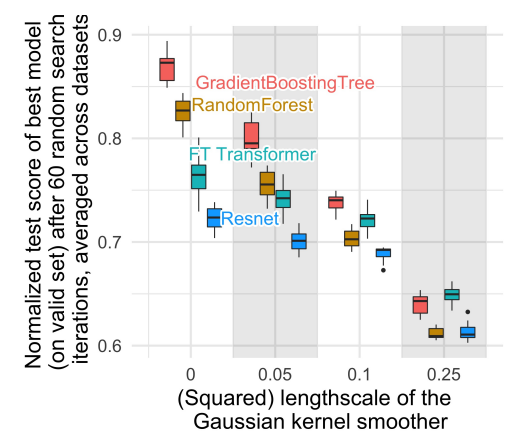 Normalized test score of best model
(on valid set) after 60 random search
iterations, averaged across datasets
0.9
0.8
0.7
0.6
GradientBoostingTree
RandomForest
FT Transformer
Resnet
0
0.05
0.1
0.25
(Squared) lengthscale of the
Gaussian kernel smoother